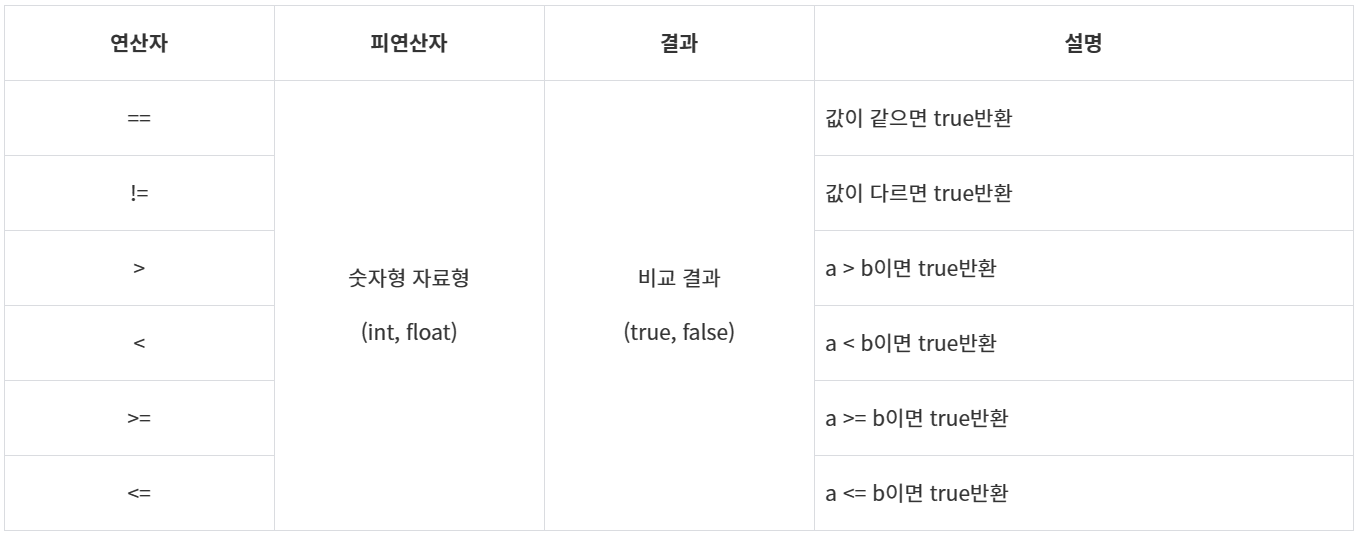 연산자 피연산자 결과 설명
== 값이 같으면 true반환
!= 값이 다르면 true반환
> a > b이면 true반환
숫자형 자료형 비교 결과
(int, float) (true, false)
< a < b이면 true반환
>= a >= b이면 true반환
<= a <= b이면 true반환